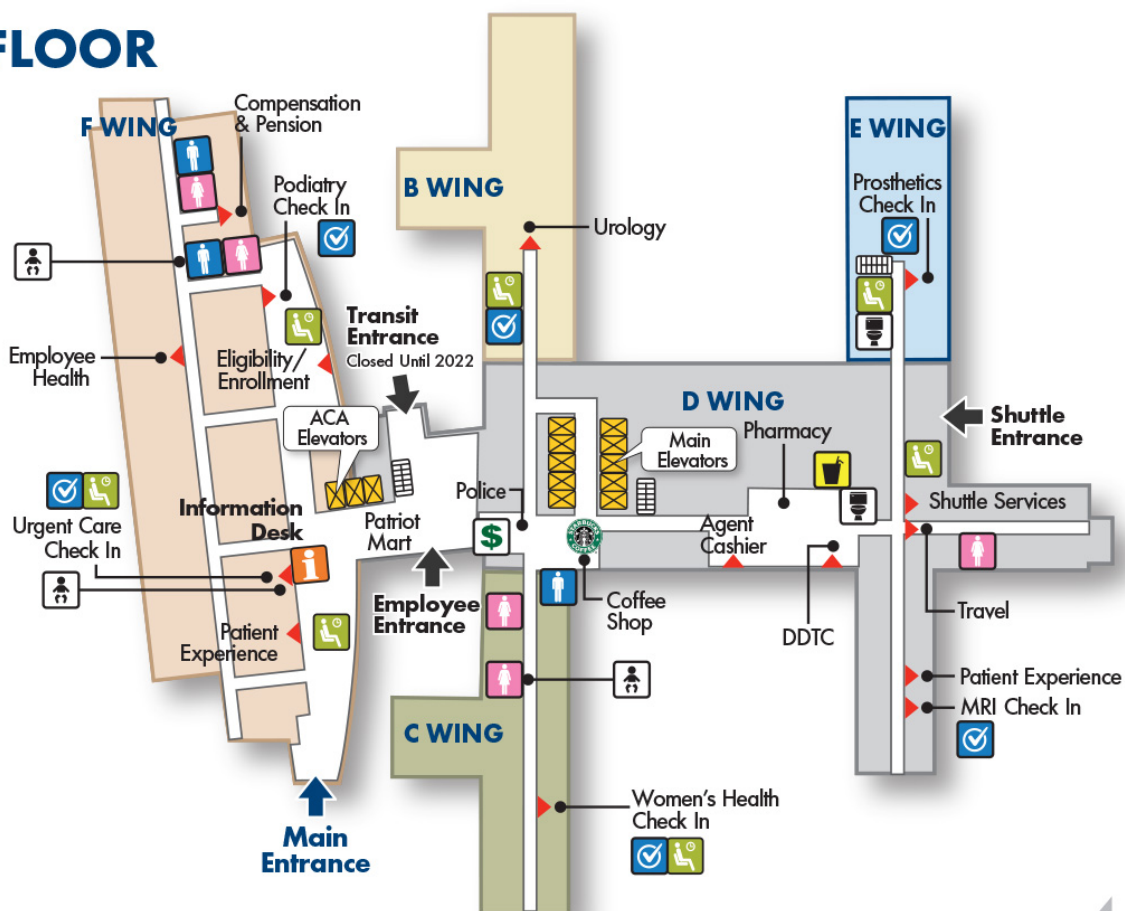 FLOOR
F WING
Compensation
& Pension
Podiatry
Check In
B WING
Urology
E WING
Prosthetics
Check In
Employee
Health
Eligibility/
Enrollment
Transit
Entrance
Closed Until 2022
ACA
Elevators
D WING
Main
Elevators
Pharmacy
Shuttle
Entrance
Urgent Care
Check In
Information
Desk
i
Patriot
Mart
Police
$
STARBUCKS
COFFEE
Agent
Cashier
Shuttle Services
Employee
Entrance
Coffee
Shop
DDTC
Travel
Patient
Experience
Patient Experience
MRI Check In
C WING
Women's Health
Check In
Main
Entrance